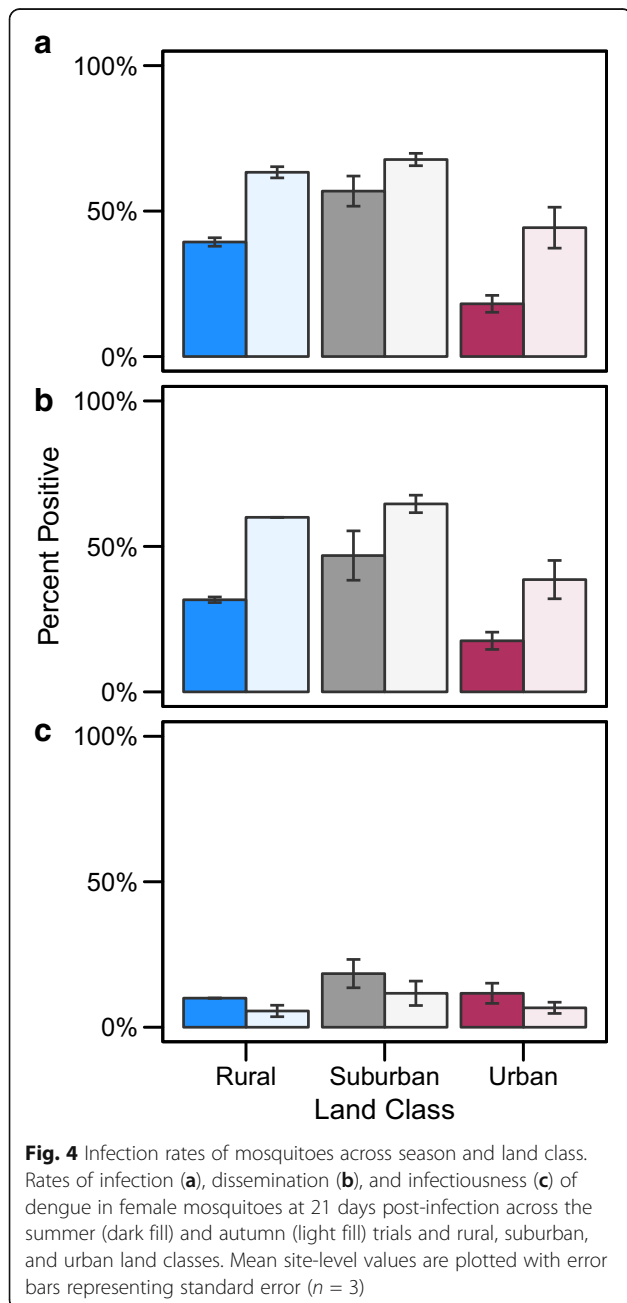 a
100%
50%
0%
b
100%
50%
0%
Percent Positive
c
100%
50%
0%
Rural Suburban Urban
Land Class
Fig. 4 Infection rates of mosquitoes across season and land class.
Rates of infection (a), dissemination (b), and infectiousness (c) of
dengue in female mosquitoes at 21 days post-infection across the
summer (dark fill) and autumn (light fill) trials and rural, suburban,
and urban land classes. Mean site-level values are plotted with error
bars representing standard error (n = 3)